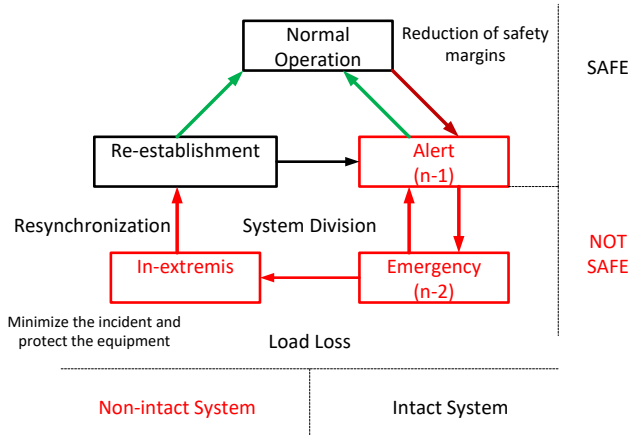 Normal
Operation
Reduction of safety
margins
SAFE
Re-establishment
Alert
(n-1)
Resynchronization
System Division
NOT
SAFE
In-extremis
Emergency
(n-2)
Minimize the incident and
protect the equipment
Load Loss
Non-intact System
Intact System